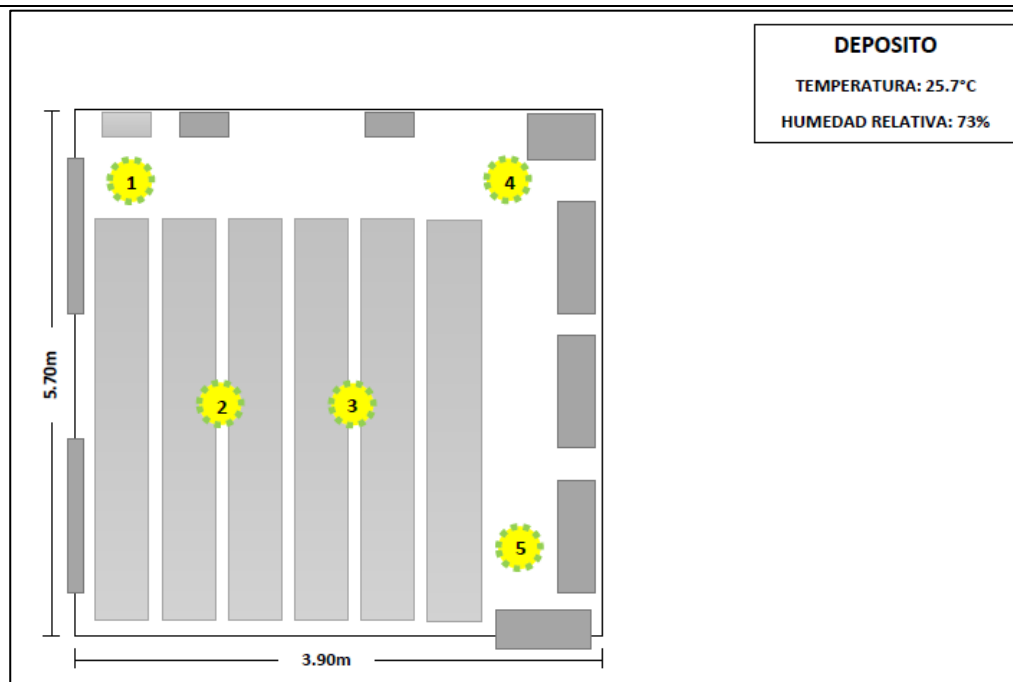 DEPOSITO
TEMPERATURA: 25.7°C
HUMEDAD RELATIVA: 73%
1
4
5.70m
2
3
5
3.90m